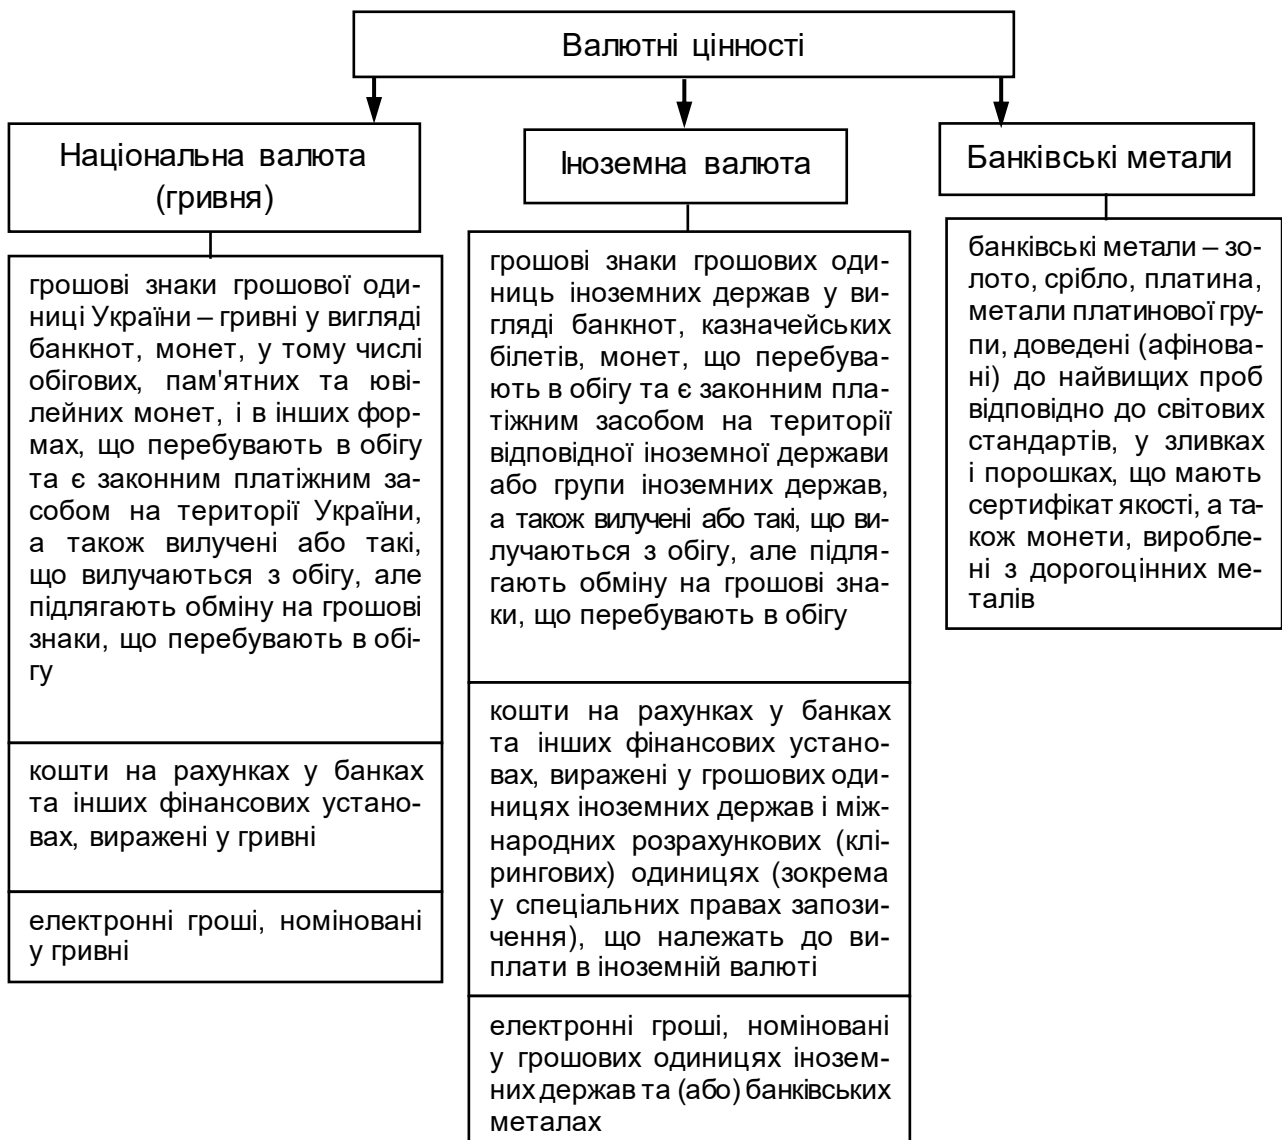 Валютні цінності
Національна валюта
(гривня)
Іноземна валюта
Банківські метали
грошові знаки грошової оди-
ниці України – гривні у вигляді
банкнот, монет, у тому числі
обігових, пам'ятних та юві-
лейних монет, і в інших фор-
мах, що перебувають в обігу
та є законним платіжним за-
собом на території України,
а також вилучені або такі,
що вилучаються з обігу, але
підлягають обміну на грошові
знаки, що перебувають в обі-
гу
кошти на рахунках у банках
та інших фінансових устано-
вах, виражені у гривні
електронні гроші, номіновані
у гривні
грошові знаки грошових оди-
ниць іноземних держав у ви-
гляді банкнот, казначейських
білетів, монет, що перебува-
ють в обігу та є законним пла-
тіжним засобом на території
відповідної іноземної держави
або групи іноземних держав,
а також вилучені або такі, що ви-
лучаються з обігу, але підля-
гають обміну на грошові зна-
ки, що перебувають в обігу
кошти на рахунках у банках
та інших фінансових устано-
вах, виражені у грошових оди-
ницях іноземних держав і між-
народних розрахункових (клі-
рингових) одиницях (зокрема
у спеціальних правах запози-
чення), що належать до ви-
плати в іноземній валюті
електронні гроші, номіновані
у грошових одиницях інозем-
них держав та (або) банківських
металах
банківські метали – зо-
лото, срібло, платина,
метали платинової гру-
пи, доведені (афінова-
ні) до найвищих проб
відповідно до світових
стандартів, у зливках
і порошках, що мають
сертифікат якості, а та-
кож монети, виробле-
ні з дорогоцінних ме-
талів